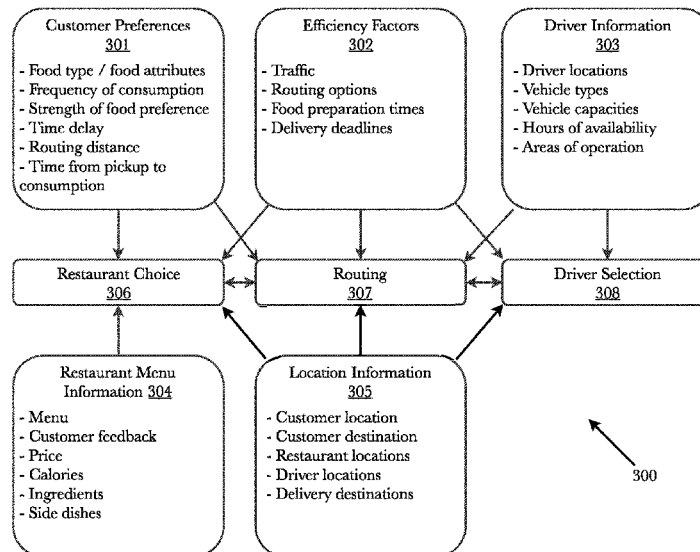 Customer Preferences
301
- Food type / food attributes
- Frequency of consumption
- Strength of food preference
- Time delay
- Routing distance
- Time from pickup to
consumption
Efficiency Factors
302
- Traffic
- Routing options
- Food preparation times
- Delivery deadlines
Driver Information
303
- Driver locations
- Vehicle types
- Vehicle capacities
- Hours of availability
- Areas of operation
Restaurant Choice
306
Routing
307
Driver Selection
308
Restaurant Menu
Information 304
- Menu
- Customer feedback
- Price
- Calories
- Ingredients
- Side dishes
Location Information
305
- Customer location
- Customer destination
- Restaurant locations
- Driver locations
- Delivery destinations
300